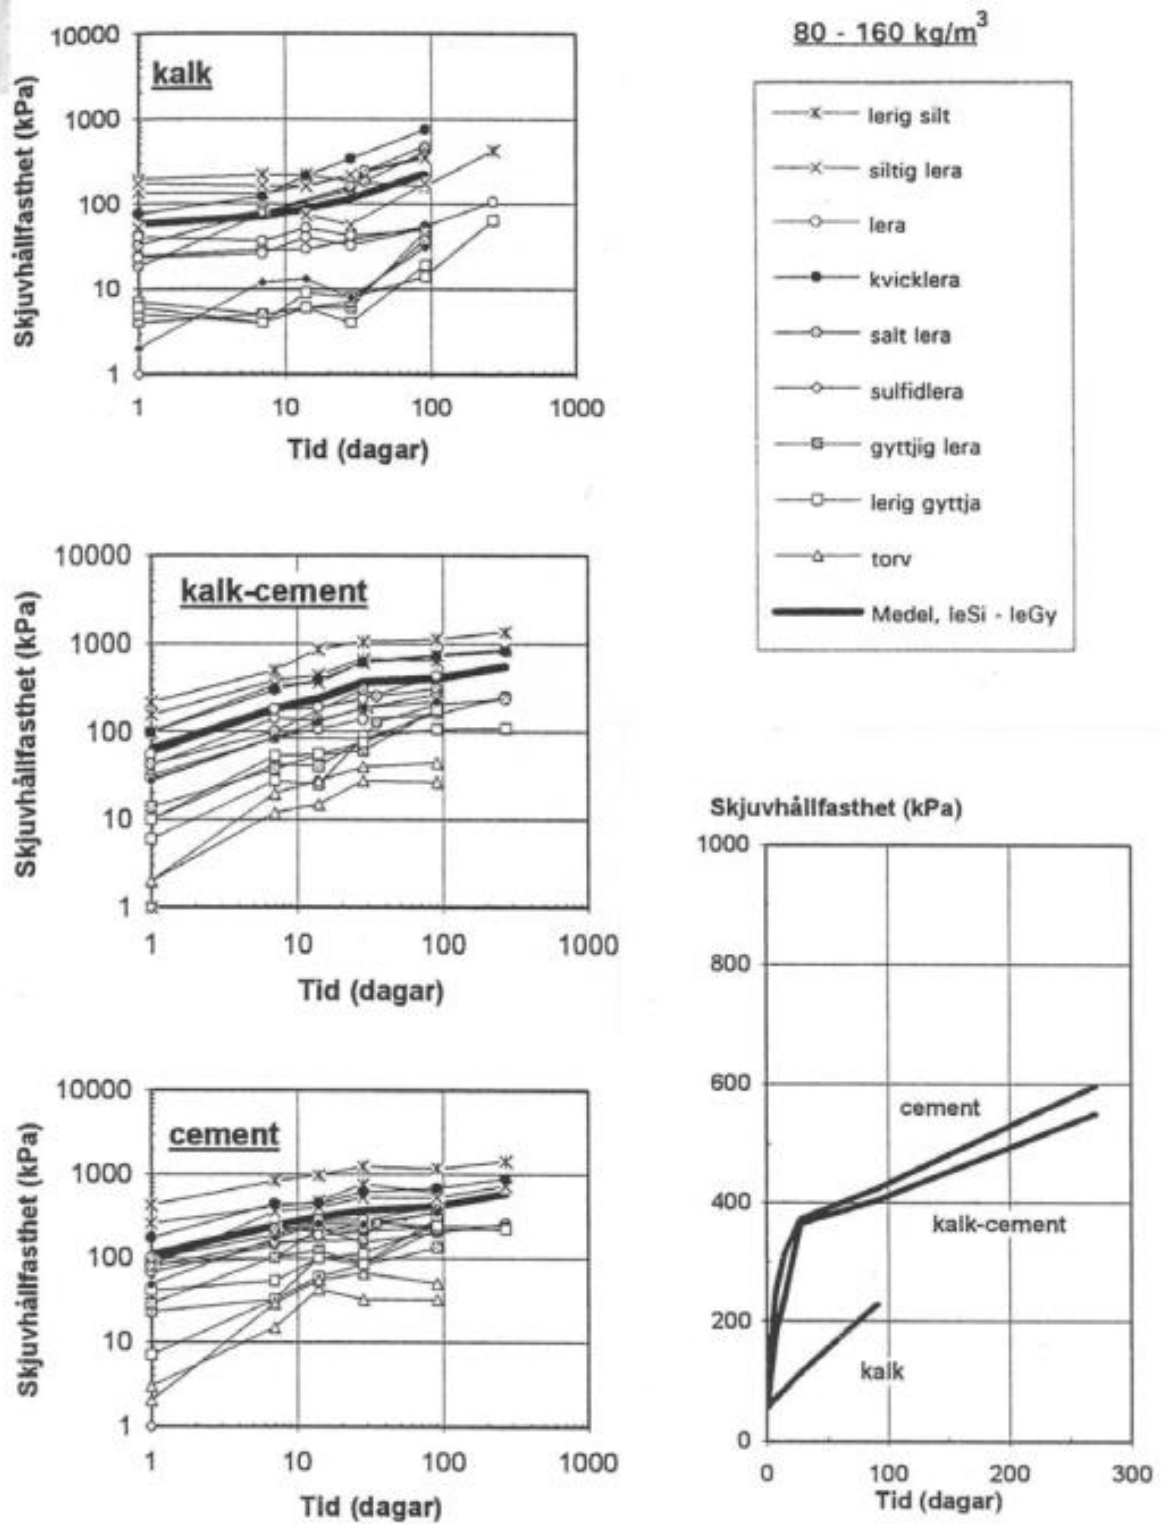 80 - 160 kg/m³
kalk
Skjuvhållfasthet (kPa)
10000
1000
100
10
1
1
10
100
1000
Tid (dagar)
lerig silt
siltig lera
lera
kvicklera
salt lera
sulfidlera
gyttjig lera
lerig gyttja
torv
Medel, leSi - leGy
kalk-cement
Skjuvhållfasthet (kPa)
10000
1000
100
10
1
1
10
100
1000
Tid (dagar)
cement
Skjuvhållfasthet (kPa)
10000
1000
100
10
1
1
10
100
1000
Tid (dagar)
Skjuvhållfasthet (kPa)
1000
800
600
400
200
0
cement
kalk-cement
kalk
0
100
200
300
Tid (dagar)